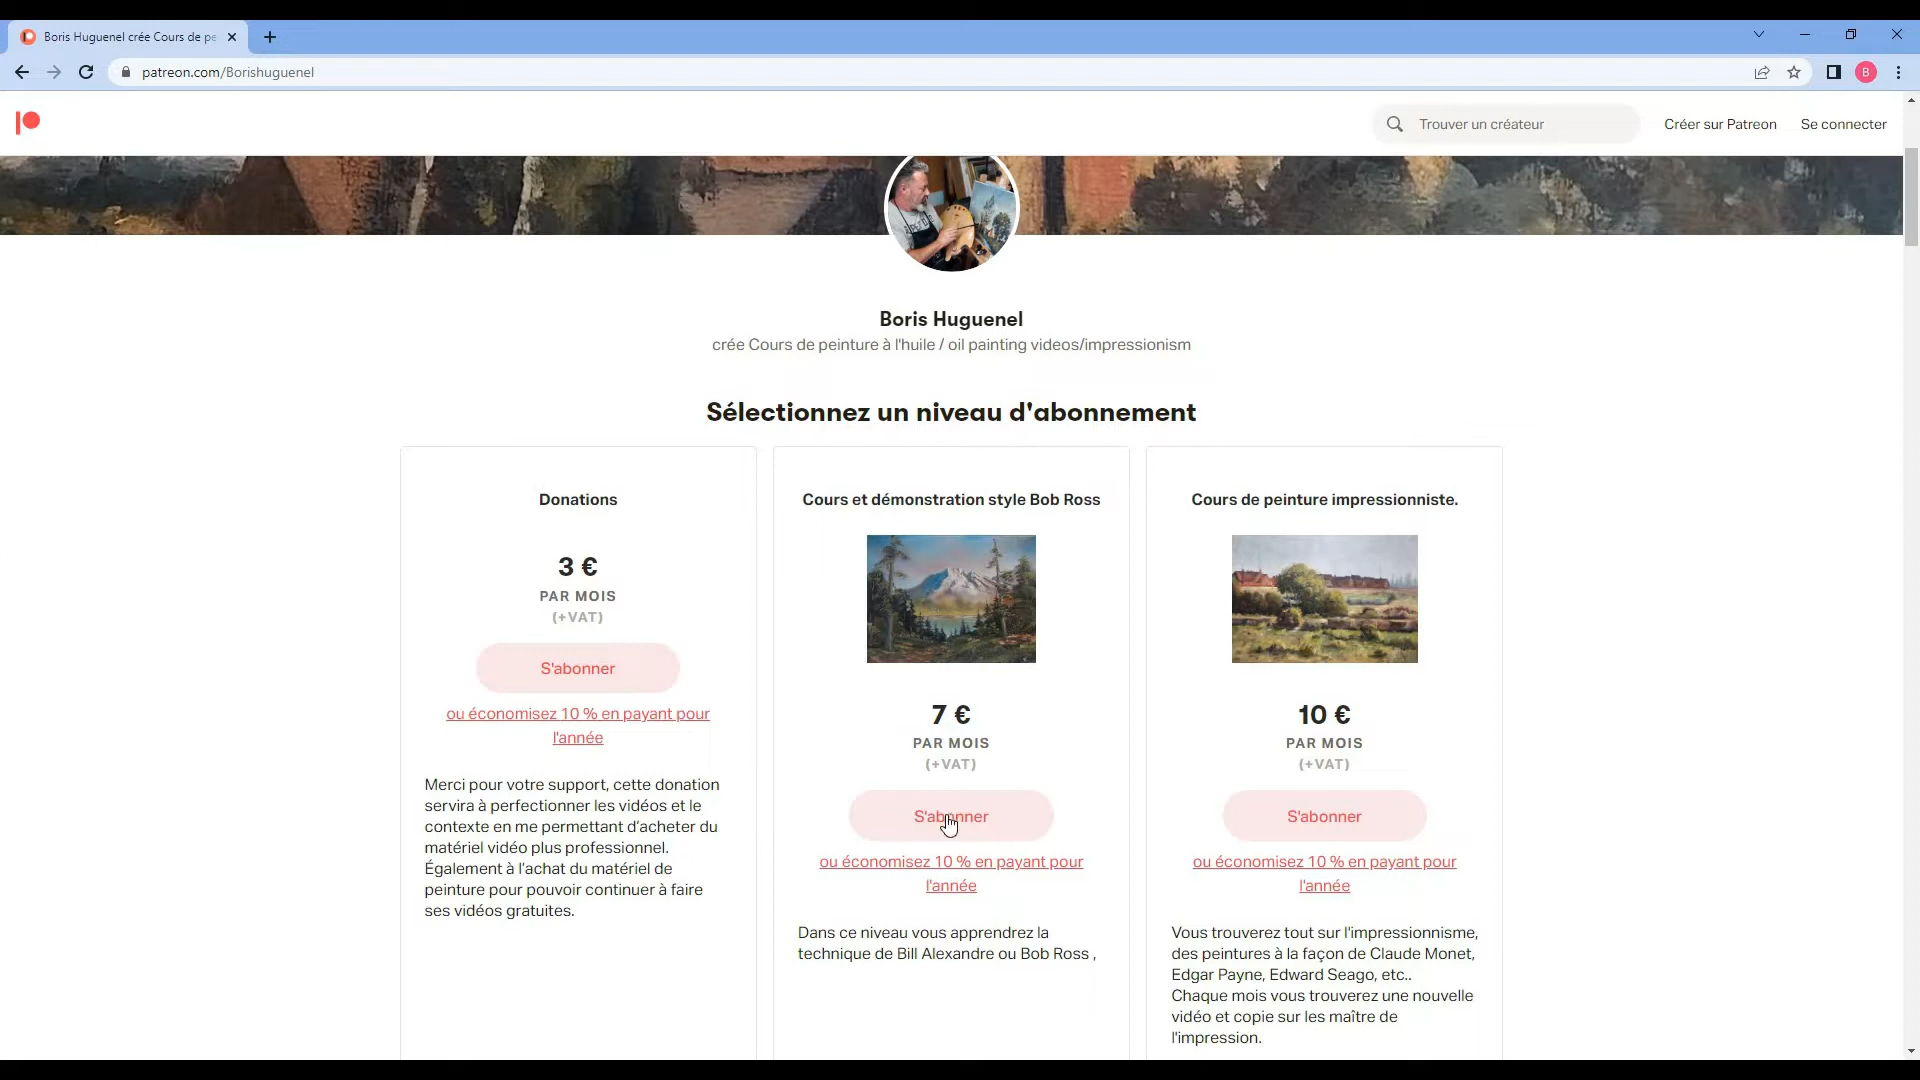 Boris Huguenel crée Cours de pe
patreon.com/Borishuguenel
B
Trouver un créateur
Créer sur Patreon
Se connecter
Boris Huguenel
crée Cours de peinture à l'huile / oil painting videos/impressionism
Sélectionnez un niveau d'abonnement
Donations
3 €
PAR MOIS
(+VAT)
S'abonner
ou économisez 10 % en payant pour
l'année
Merci pour votre support, cette donation
servira à perfectionner les vidéos et le
contexte en me permettant d’acheter du
matériel vidéo plus professionnel.
Également à l’achat du matériel de
peinture pour pouvoir continuer à faire
ses vidéos gratuites.
Cours et démonstration style Bob Ross
7 €
PAR MOIS
(+VAT)
S'abonner
ou économisez 10 % en payant pour
l'année
Dans ce niveau vous apprendrez la
technique de Bill Alexandre ou Bob Ross ,
Cours de peinture impressionniste.
10 €
PAR MOIS
(+VAT)
S'abonner
ou économisez 10 % en payant pour
l'année
Vous trouverez tout sur l'impressionnisme,
des peintures à la façon de Claude Monet,
Edgar Payne, Edward Seago, etc..
Chaque mois vous trouverez une nouvelle
vidéo et copie sur les maître de
l'impression.